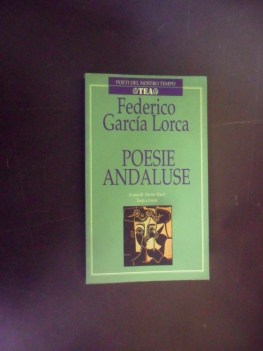 POETI DEL NOSTRO TEMPO
TEA
Federico
García Lorca
POESIE
ANDALUSE